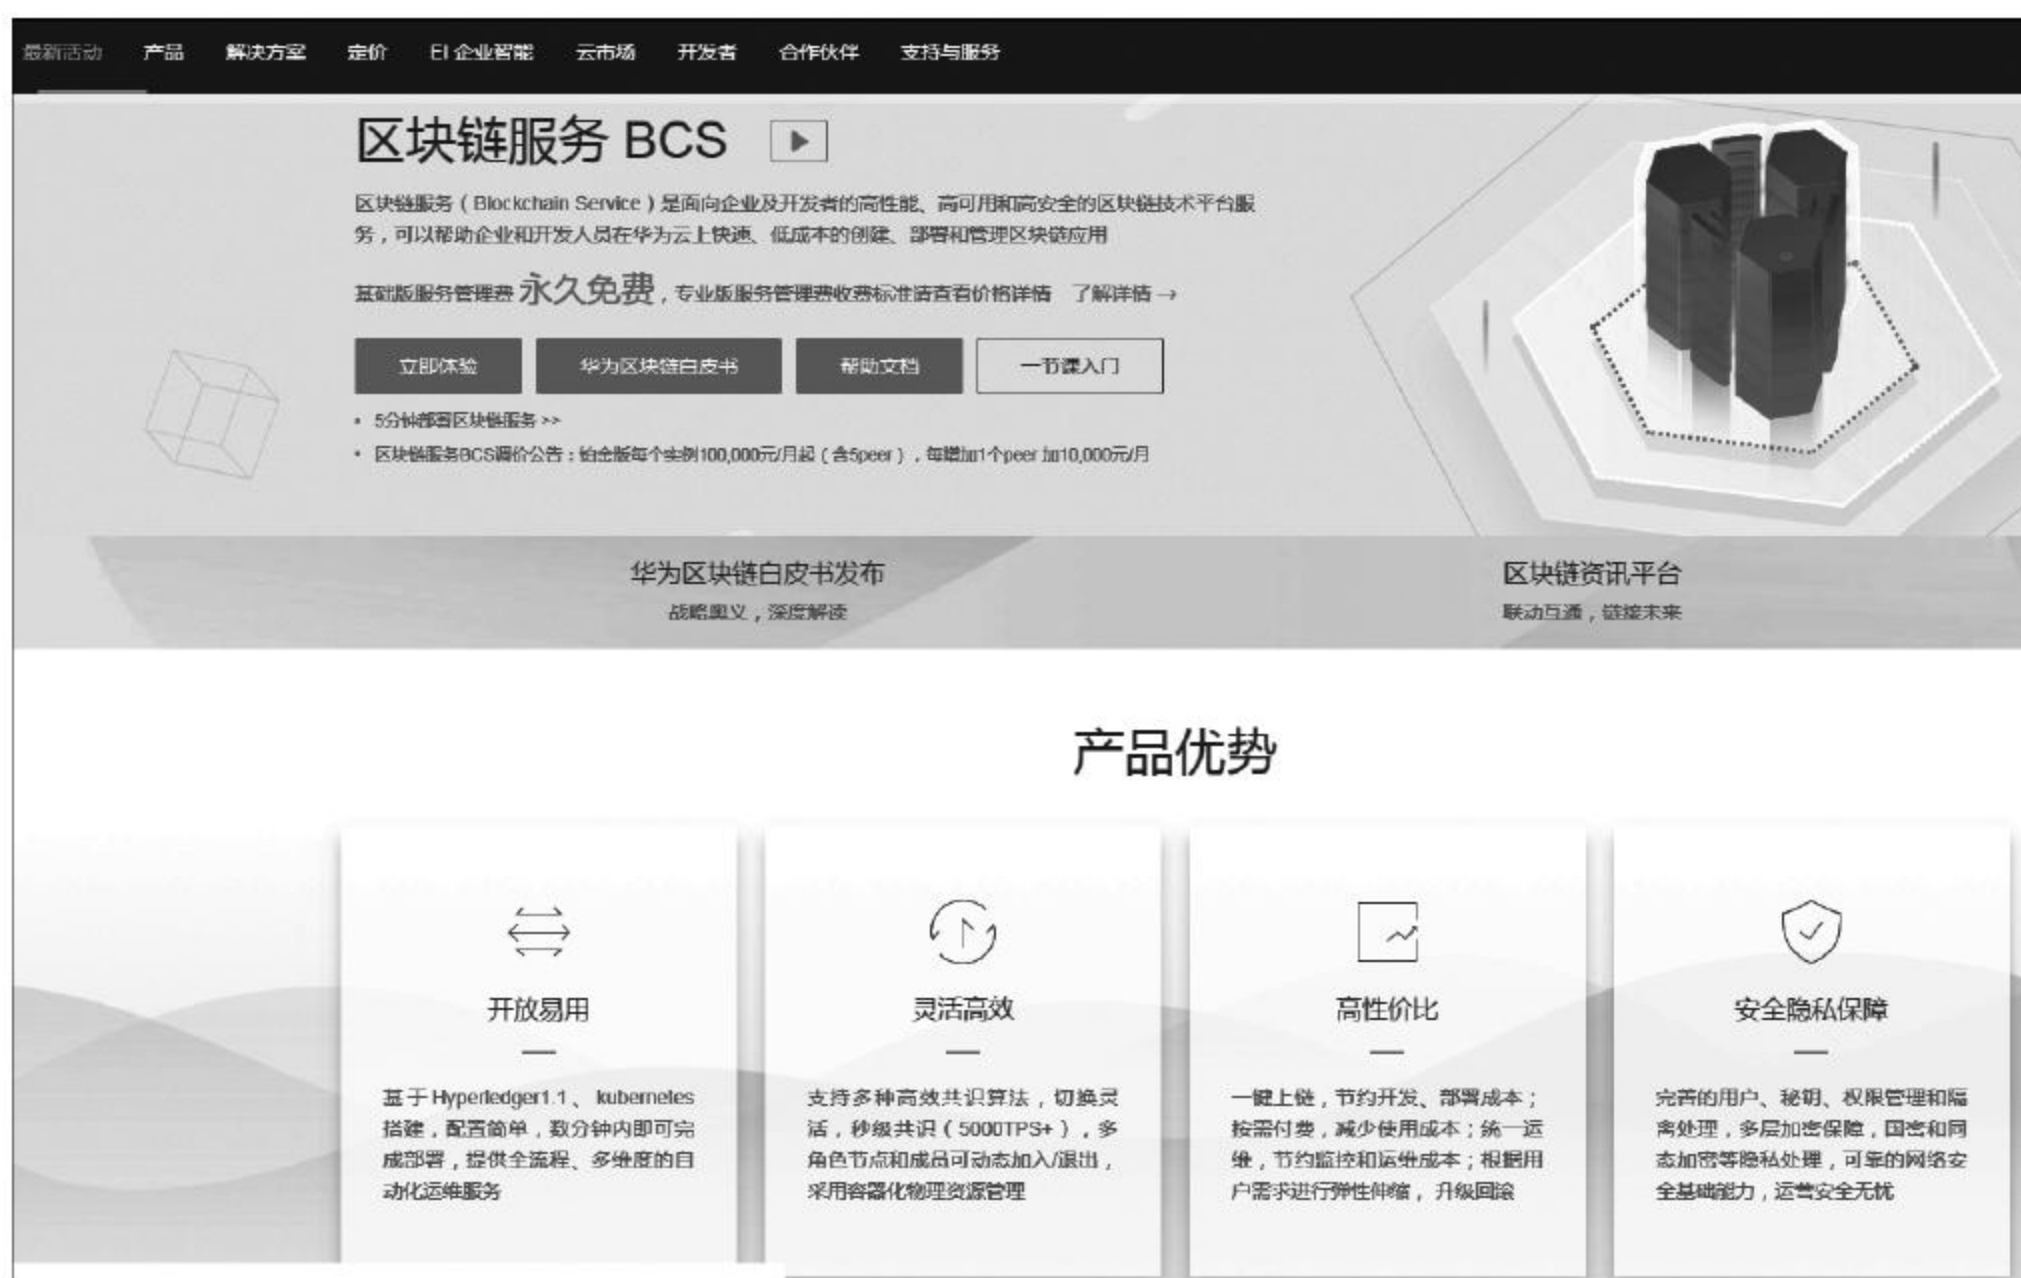 最新活动 产品 解决方案 定价 EI 企业智能 云市场 开发者 合作伙伴 支持与服务
区块链服务 BCS
区块链服务（Blockchain Service）是面向企业及开发者的高性能、高可用和高安全的区块链技术平台服
务，可以帮助企业和开发人员在华为云上快速、低成本的创建、部署和管理区块链应用
基础版服务管理费 永久免费，专业版服务管理费收费标准请查看价格详情 了解详情→
立即体验 华为区块链白皮书 帮助文档 一节课入门
• 5分钟部署区块链服务 >>
• 区块链服务BCS调价公告：铂金版每个实例100,000元/月起（含5peer），每增加1个peer 加10,000元/月
华为区块链白皮书发布
战略奥义，深度解读
区块链资讯平台
联动互通，链接未来
产品优势
开放易用
基于Hyperledger1.1、kubernetes
搭建，配置简单，数分钟内即可完
成部署，提供全流程、多维度的自
动化运维服务
灵活高效
支持多种高效共识算法，切换灵
活，秒级共识（5000TPS+），多
角色节点和成员可动态加入/退出，
采用容器化物理资源管理
高性价比
一键上链，节约开发、部署成本；
按需付费，减少使用成本；统一运
维，节约监控和运维成本；根据用
户需求进行弹性伸缩，升级回滚
安全隐私保障
完善的用户、秘钥、权限管理和隔
离处理，多层加密保障，国密和同
态加密等隐私处理，可靠的网络安
全基础能力，运营安全无忧